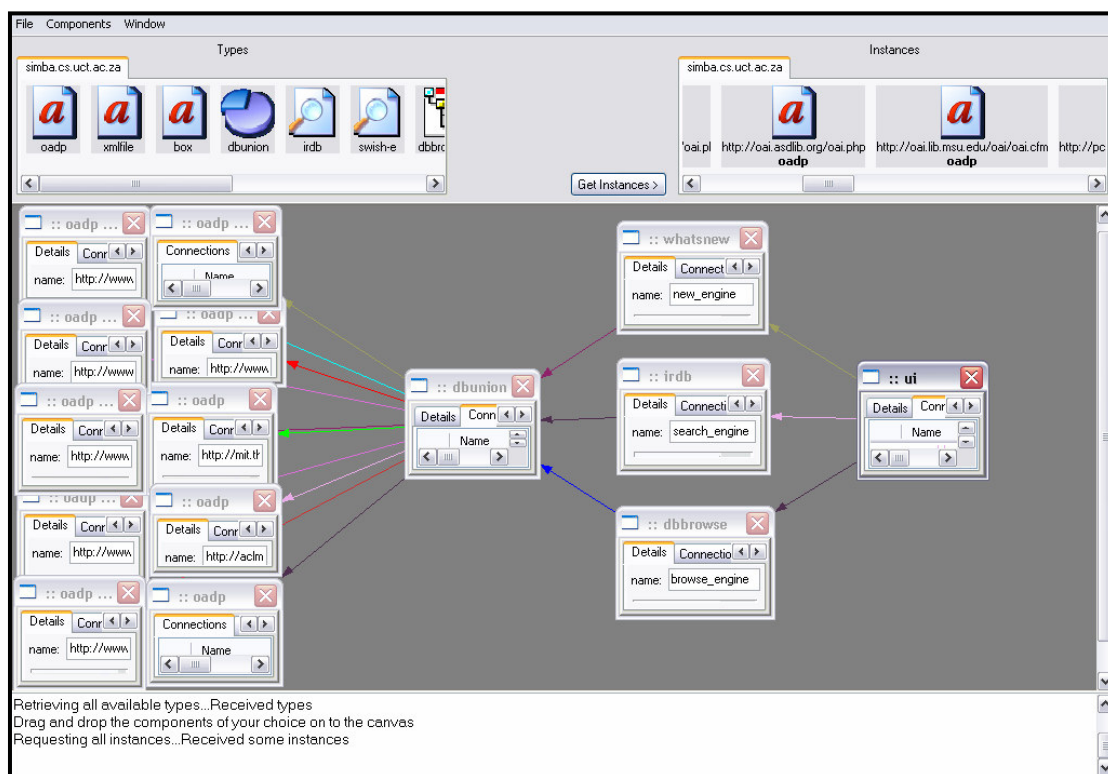 File Components Window
Types
Instances
simba.cs.uct.ac.za
simba.cs.uct.ac.za
oadp xmlfile box dbunion irdb swish-e
http://oai.asdlib.org/oai.php http://oai.lib.msu.edu/oai/oai.cfm http://pc
oadp oadp
Get Instances >
:: oadp ...
Details
name: http://www
:: oadp ...
Connections
Name
:: oadp ...
Details
name: http://www
:: oadp ...
Details
name: http://www
:: oadp ...
Details
name: http://www
:: oadp
Details
name: http://mit.
:: oadp
Details
name: http://www
:: oadp
Details
name: http://aclm
:: oadp ...
Details
name: http://www
:: oadp
Connections
Name
:: dbunion
Details Conn
Name
:: whatsnew
Details Connect
name: new_engine
:: irdb
Details Connecti
name: search_engine
:: dbbrowse
Details Connectio
name: browse_engine
:: ui
Details
Name
Retrieving all available types...Received types
Drag and drop the components of your choice on to the canvas
Requesting all instances...Received some instances